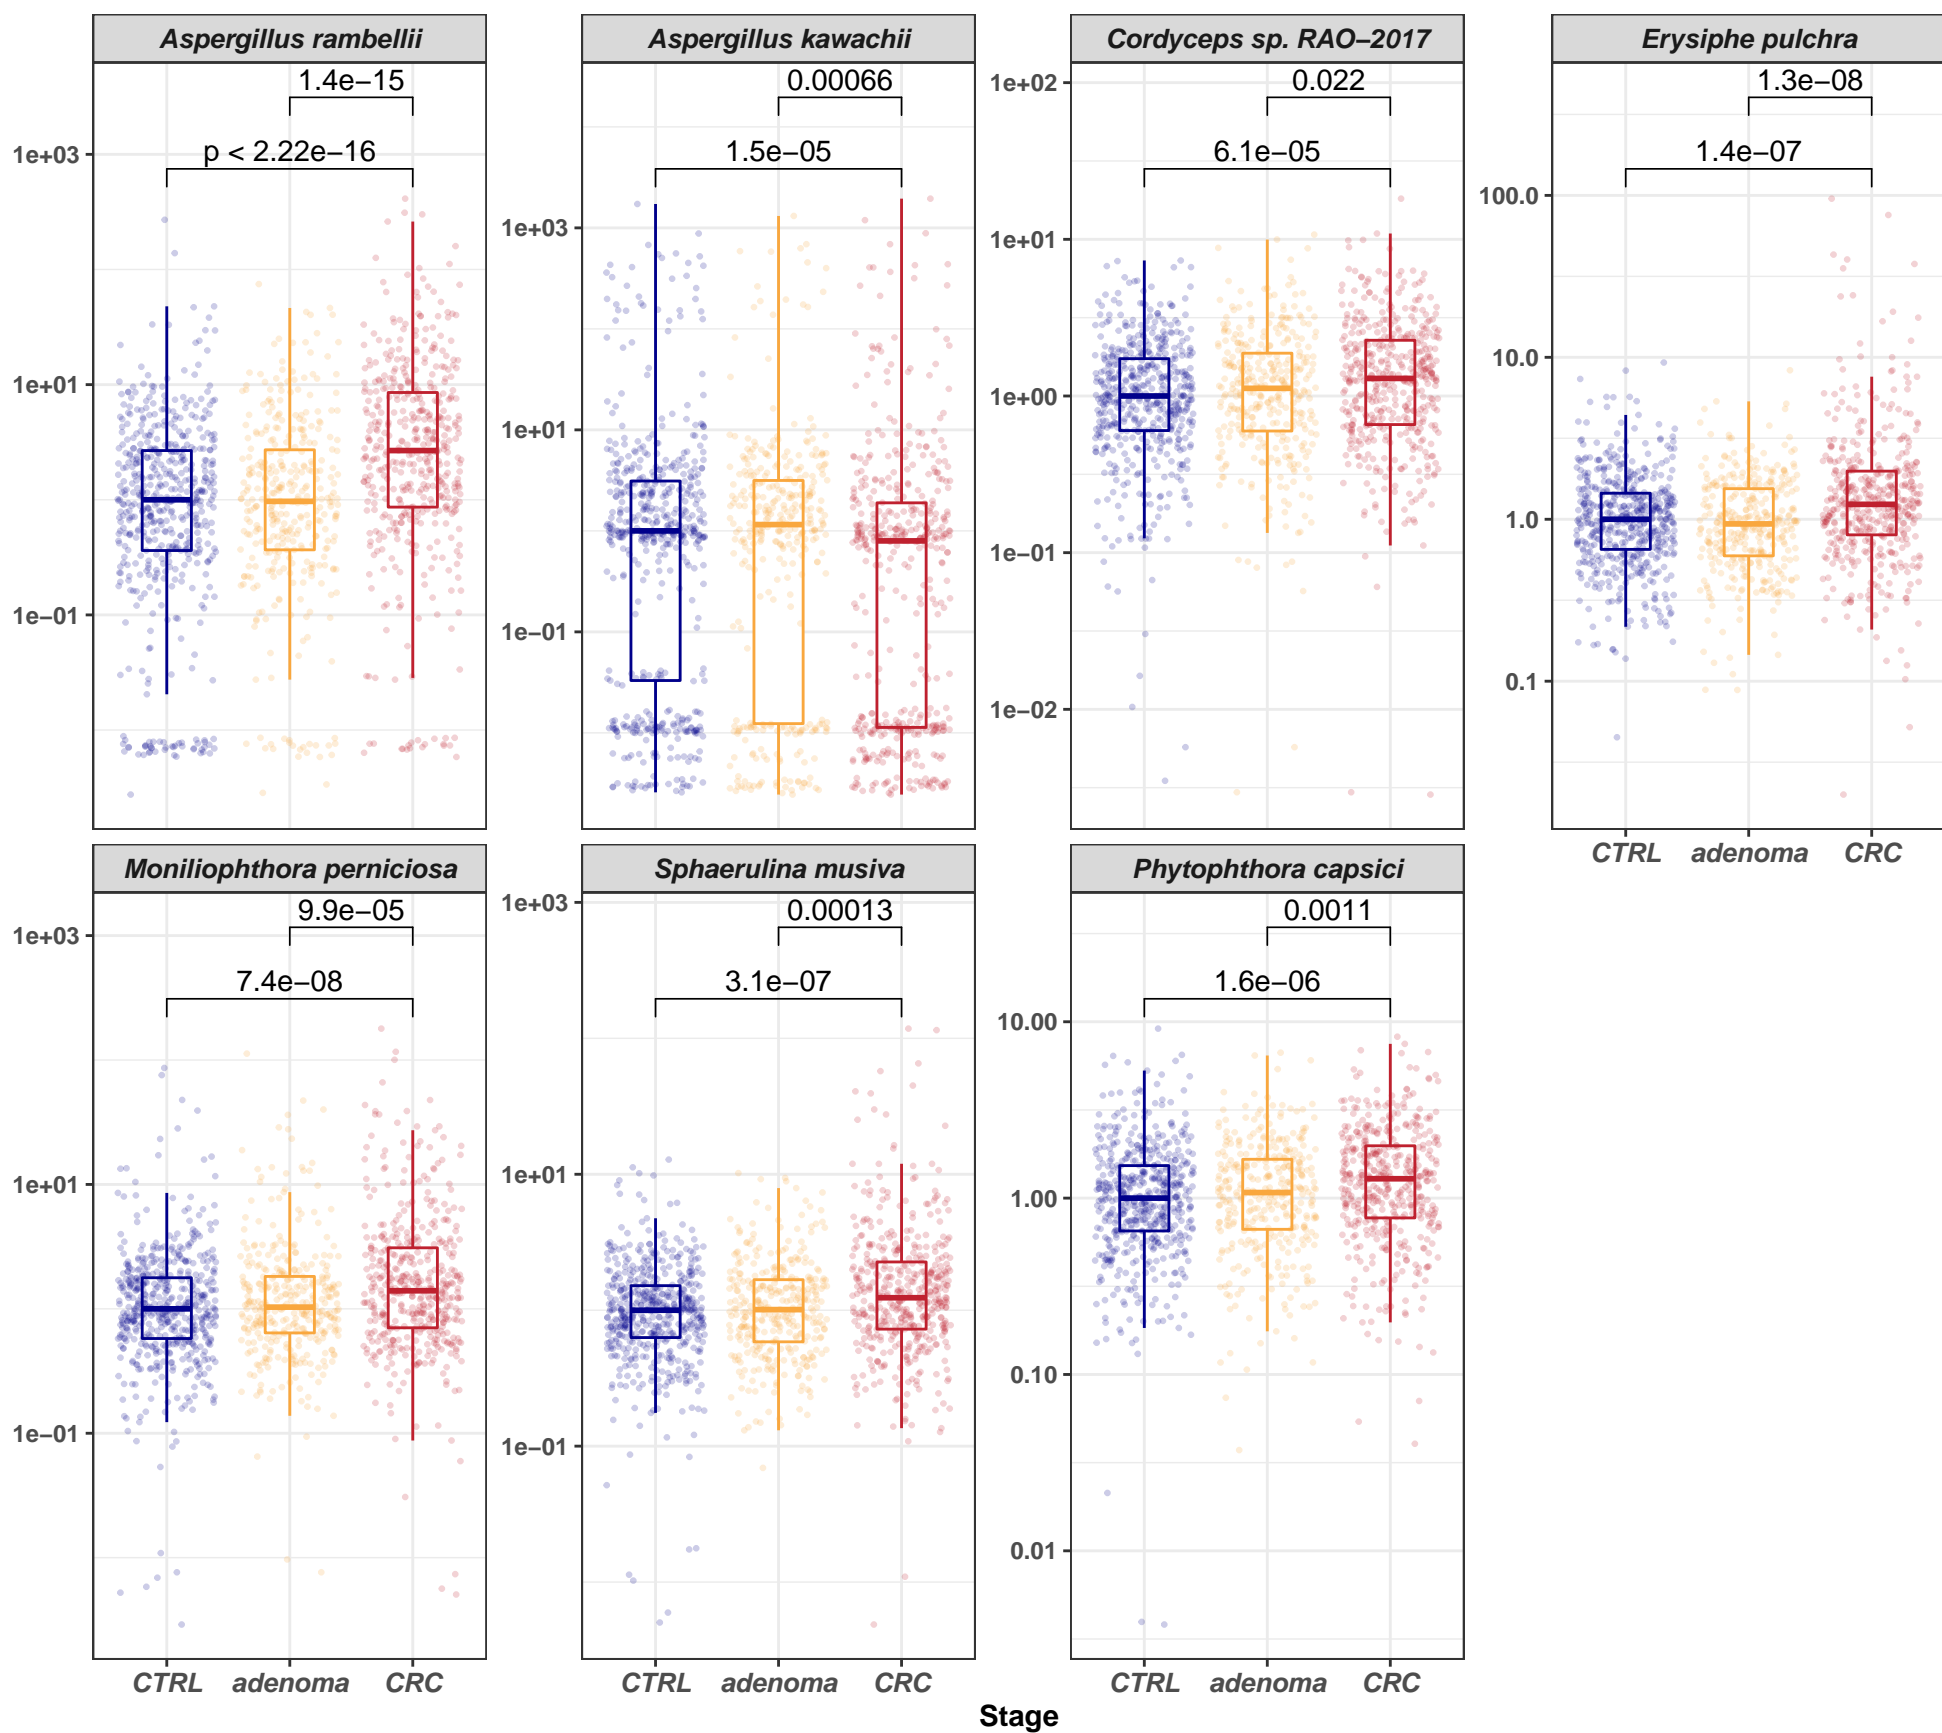 Aspergillus rambellii
1.4e−15
p < 2.22e−16
1e+03
1e+01
1e−01
Aspergillus kawachii
0.00066
1.5e−05
1e+03
1e+01
1e−01
Cordyceps sp. RAO−2017
0.022
6.1e−05
1e+02
1e+01
1e+00
1e−01
1e−02
Erysiphe pulchra
1.3e−08
1.4e−07
100.0
10.0
1.0
0.1
CTRL adenoma CRC
Moniliophthora perniciosa
9.9e−05
7.4e−08
1e+03
1e+01
1e−01
CTRL adenoma CRC
Sphaerulina musiva
0.00013
3.1e−07
1e+03
1e+01
1e−01
CTRL adenoma CRC
Phytophthora capsici
0.0011
1.6e−06
10.00
1.00
0.10
0.01
CTRL adenoma CRC
Stage